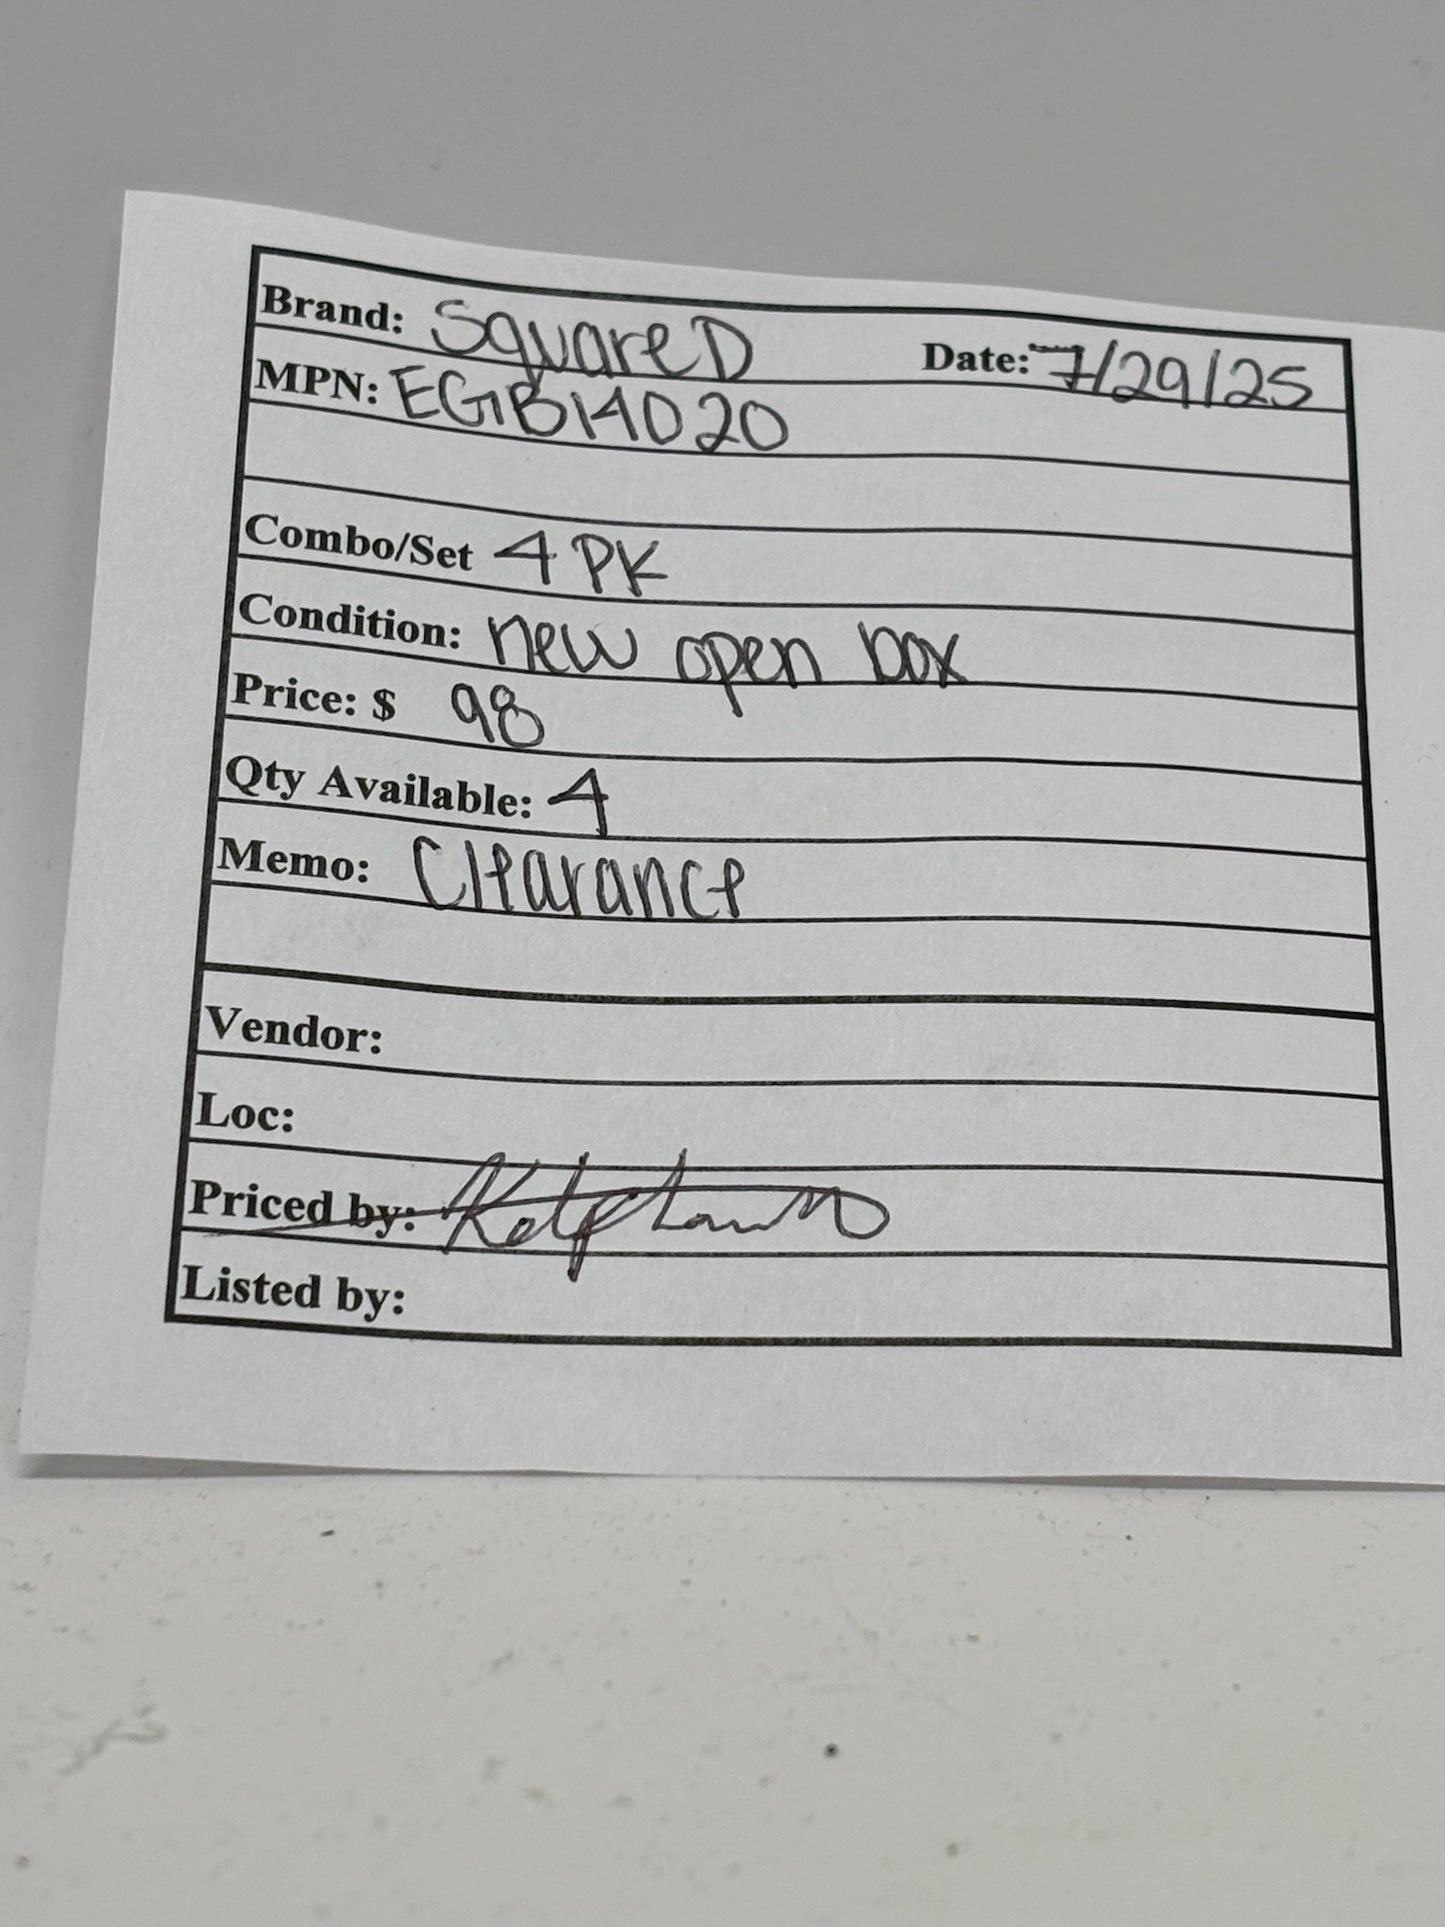 Brand: Square D Date: 7/29/25
MPN: EGB14020
Combo/Set 4 PK
Condition: new open box
Price: $ 98
Qty Available: 4
Memo: Clearance
Vendor:
Loc:
Priced by:
Listed by: